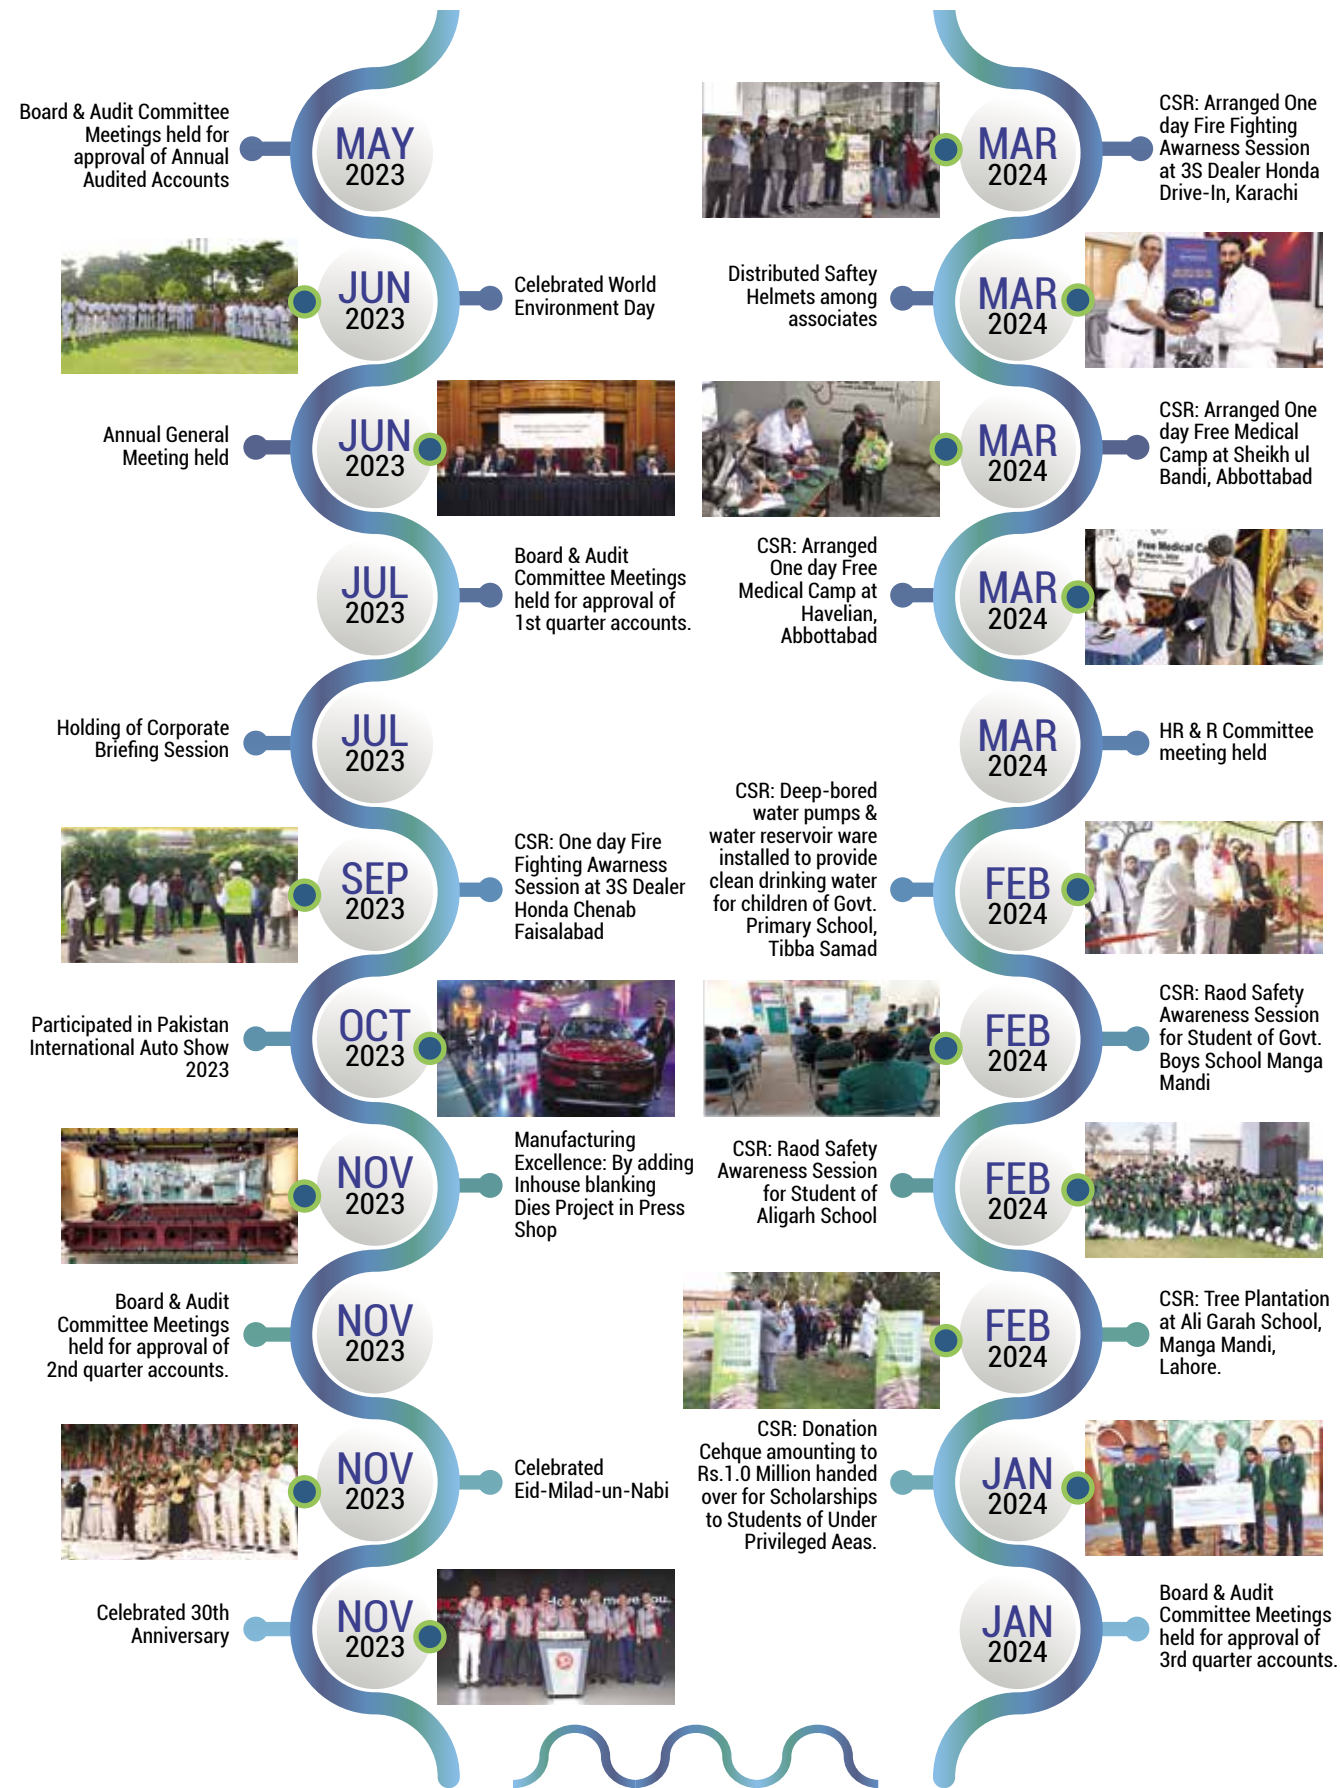 Board & Audit Committee
Meetings held for
approval of Annual
Audited Accounts
MAY
2023
JUN
2023
Celebrated World
Environment Day
Annual General
Meeting held
JUN
2023
JUL
2023
Board & Audit
Committee Meetings
held for approval of
1st quarter accounts.
Holding of Corporate
Briefing Session
JUL
2023
SEP
2023
CSR: One day Fire
Fighting Awarness
Session at 3S Dealer
Honda Chenab
Faisalabad
Participated in Pakistan
International Auto Show
2023
OCT
2023
NOV
2023
Manufacturing
Excellence: By adding
Inhouse blanking
Dies Project in Press
Shop
Board & Audit
Committee Meetings
held for approval of
2nd quarter accounts.
NOV
2023
NOV
2023
Celebrated
Eid-Milad-un-Nabi
Celebrated 30th
Anniversary
NOV
2023
How we move you.
MAR
2024
CSR: Arranged One
day Fire Fighting
Awarness Session
at 3S Dealer Honda
Drive-In, Karachi
Distributed Saftey
Helmets among
associates
MAR
2024
MAR
2024
CSR: Arranged One
day Free Medical
Camp at Sheikh ul
Bandi, Abbottabad
CSR: Arranged
One day Free
Medical Camp at
Havelian,
Abbottabad
MAR
2024
Free Medical Ca
MAR
2024
HR & R Committee
meeting held
CSR: Deep-bored
water pumps &
water reservoir ware
installed to provide
clean drinking water
for children of Govt.
Primary School,
Tibba Samad
FEB
2024
FEB
2024
CSR: Raod Safety
Awareness Session
for Student of Govt.
Boys School Manga
Mandi
CSR: Raod Safety
Awareness Session
for Student of
Aligarh School
FEB
2024
FEB
2024
CSR: Tree Plantation
at Ali Garah School,
Manga Mandi,
Lahore.
CSR: Donation
Cehque amounting to
Rs.1.0 Million handed
over for Scholarships
to Students of Under
Privileged Aeas.
JAN
2024
JAN
2024
Board & Audit
Committee Meetings
held for approval of
3rd quarter accounts.